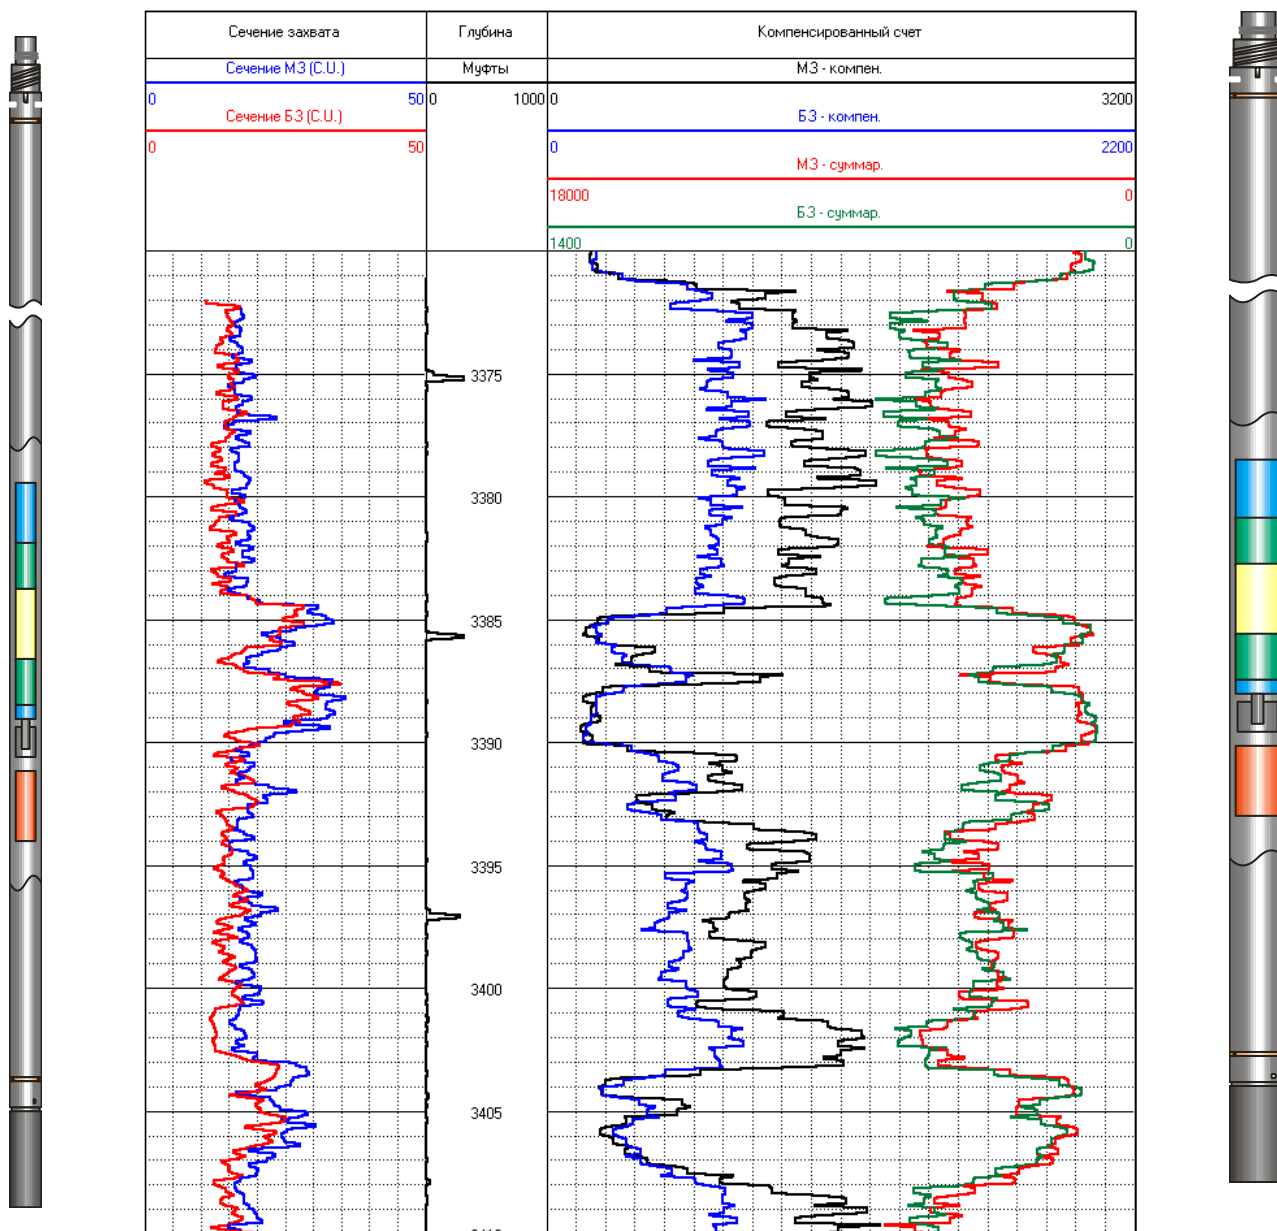 Сечение захвата Глубина Компенсированный счет
Сечение МЗ (C.U.) Муфты МЗ - компен.
0 50 0 1000 0 3200
Сечение БЗ (C.U.) БЗ - компен.
0 50 0 2200
МЗ - суммар.
18000 0
БЗ - суммар.
1400 0
3375
3380
3385
3390
3395
3400
3405